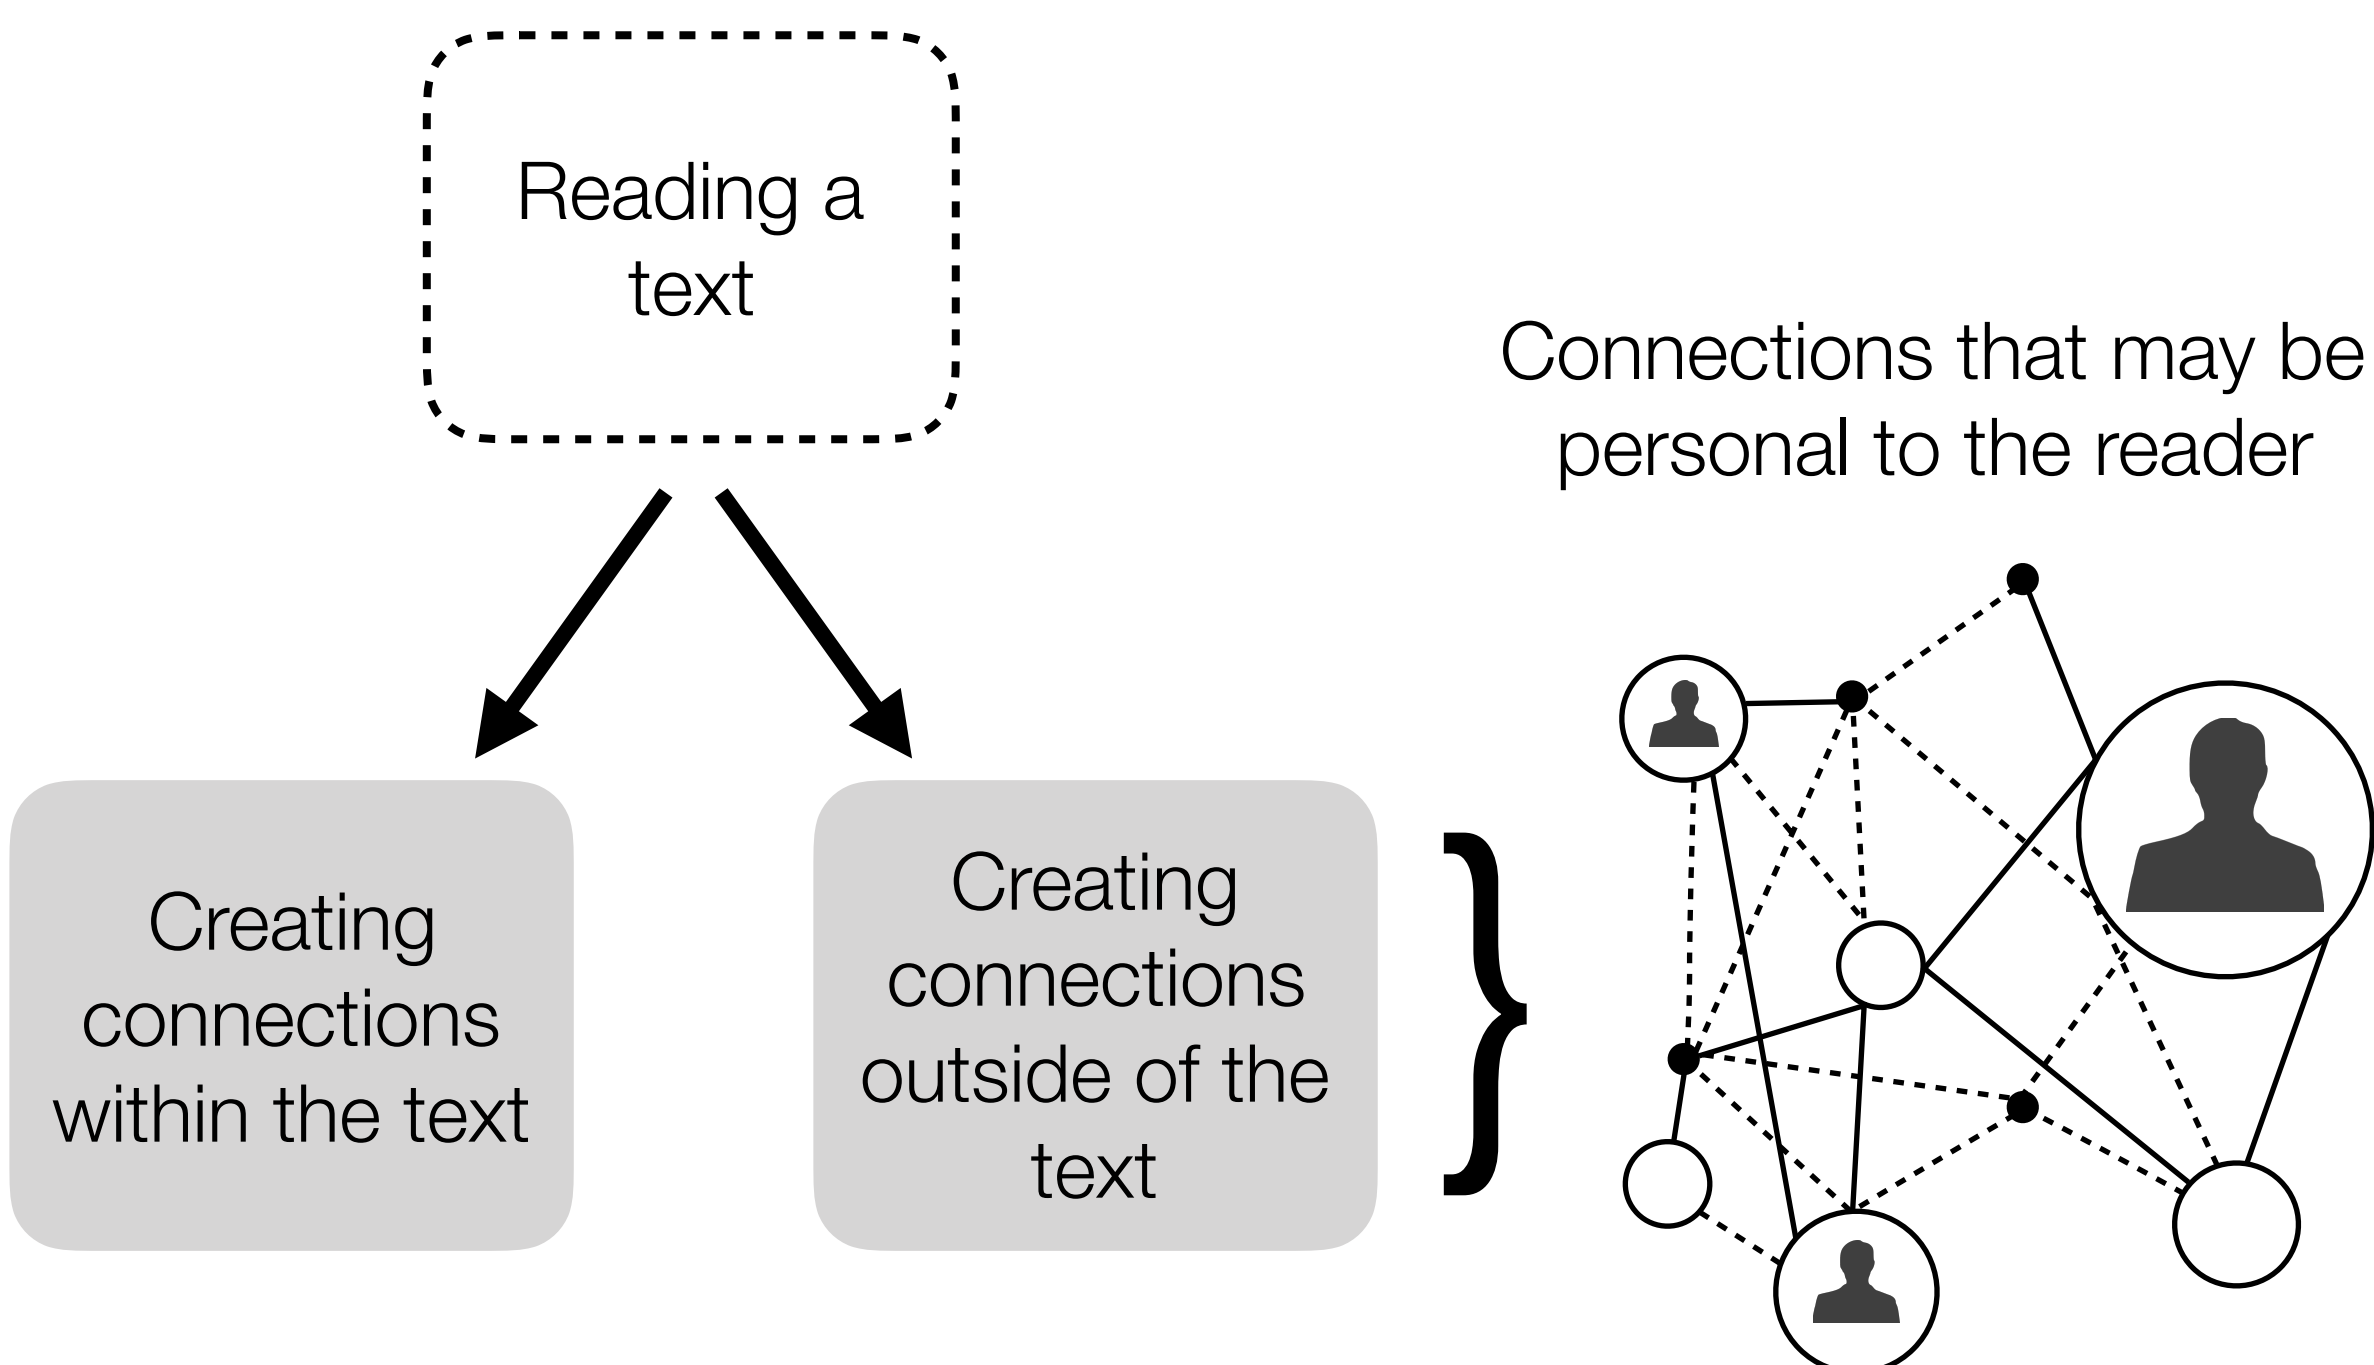 Reading a
text
Connections that may be
personal to the reader
Creating
connections
within the text
Creating
connections
outside of the
text